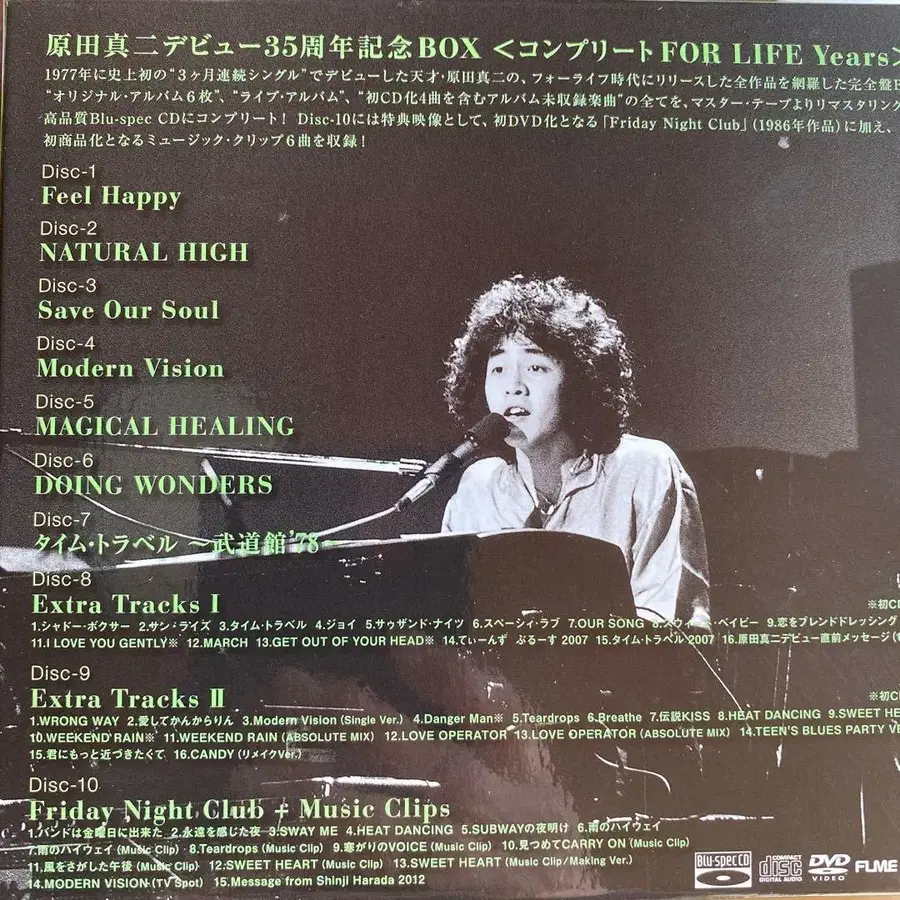 原田真二デビュー35周年記念BOX ＜コンプリート FOR LIFE Years＞
1977年に史上初の“3ヶ月連続シングル”でデビューした天才・原田真二の、フォーライフ時代にリリースした全作品を網羅した完全盤
“オリジナル・アルバム6枚”、“ライブ・アルバム”、“初CD化4曲を含むアルバム未収録楽曲”の全てを、マスター・テープよりリマスタリング
高品質Blu-spec CDにコンプリート！ Disc-10には特典映像として、初DVD化となる「Friday Night Club」（1986年作品）に加え、
初商品化となるミュージック・クリップ6曲を収録！
Disc-1
Feel Happy
Disc-2
NATURAL HIGH
Disc-3
Save Our Soul
Disc-4
Modern Vision
Disc-5
MAGICAL HEALING
Disc-6
DOING WONDERS
Disc-7
タイム・トラベル ～武道館'78～
Disc-8
Extra Tracks I
※初C
1.シャドー・ボクサー 2.サン・ライズ 3.タイム・トラベル 4.ジョイ 5.サウザンド・ナイツ 6.スペーシィ・ラブ 7.OUR SONG 8.スウィート・ベイビー 9.恋をブレンドドレッシング
11.I LOVE YOU GENTLY※ 12.MARCH 13.GET OUT OF YOUR HEAD※ 14.てぃーんず ぶるーす 2007 15.タイム・トラベル 2007 16.原田真二デビュー直前メッセージ
Disc-9
Extra Tracks II
※初C
1.WRONG WAY 2.愛してかんからりん 3.Modern Vision (Single Ver.) 4.Danger Man※ 5.Teardrops 6.Breathe 7.伝説KISS 8.HEAT DANCING 9.SWEET HE
10.WEEKEND RAIN※ 11.WEEKEND RAIN (ABSOLUTE MIX) 12.LOVE OPERATOR 13.LOVE OPERATOR (ABSOLUTE MIX) 14.TEEN'S BLUES PARTY VE
15.君にもっと近づきたくて 16.CANDY (リメイクVer.)
Disc-10
Friday Night Club + Music Clips
1.バンドは金曜日に出来た 2.永遠を感じた夜 3.SWAY ME 4.HEAT DANCING 5.SUBWAYの夜明け 6.雨のハイウェイ
7.雨のハイウェイ (Music Clip) 8.Teardrops (Music Clip) 9.寒がりのVOICE (Music Clip) 10.見つめてCARRY ON (Music Clip)
11.風をさがした午後 (Music Clip) 12.SWEET HEART (Music Clip) 13.SWEET HEART (Music Clip/Making Ver.)
14.MODERN VISION (TV Spot) 15.Message from Shinji Harada 2012
Blu-spec CD COMPACT disc DIGITAL AUDIO DVD VIDEO FLME